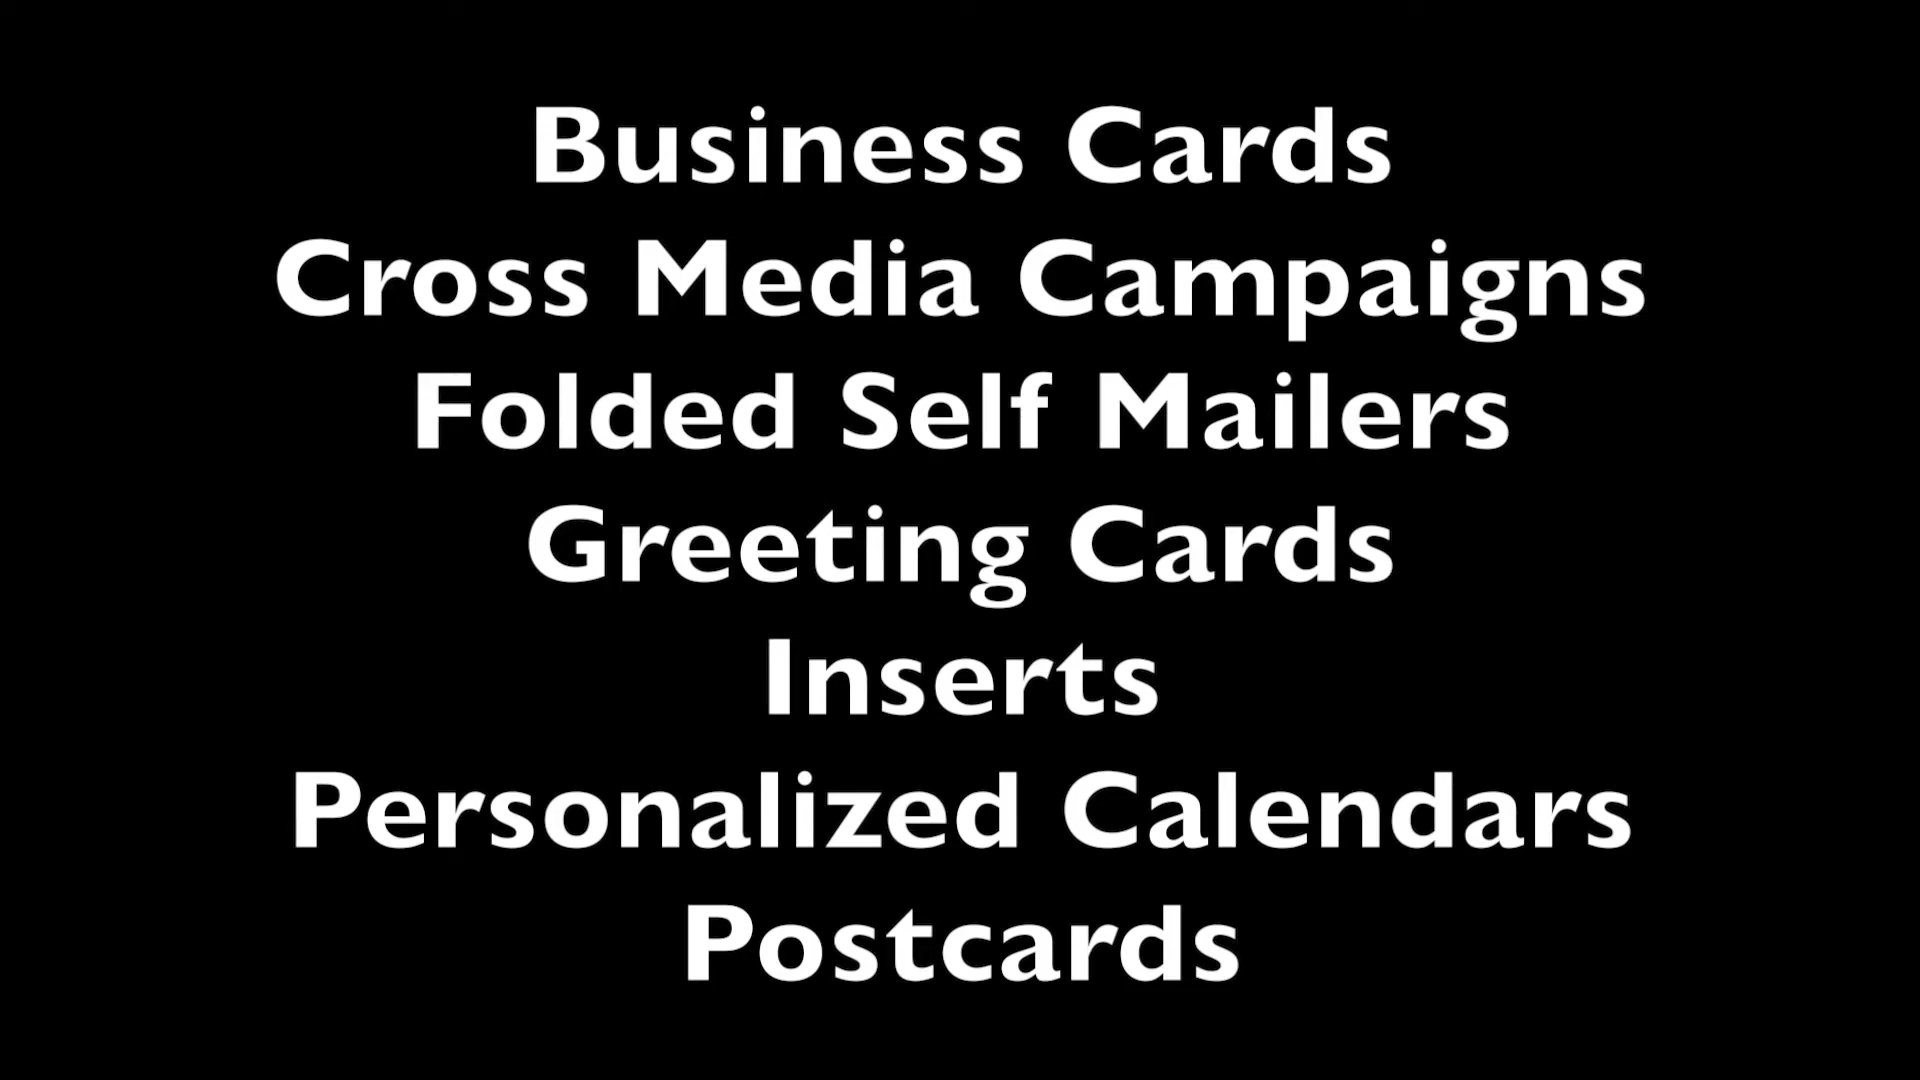 Business Cards
Cross Media Campaigns
Folded Self Mailers
Greeting Cards
Inserts
Personalized Calendars
Postcards